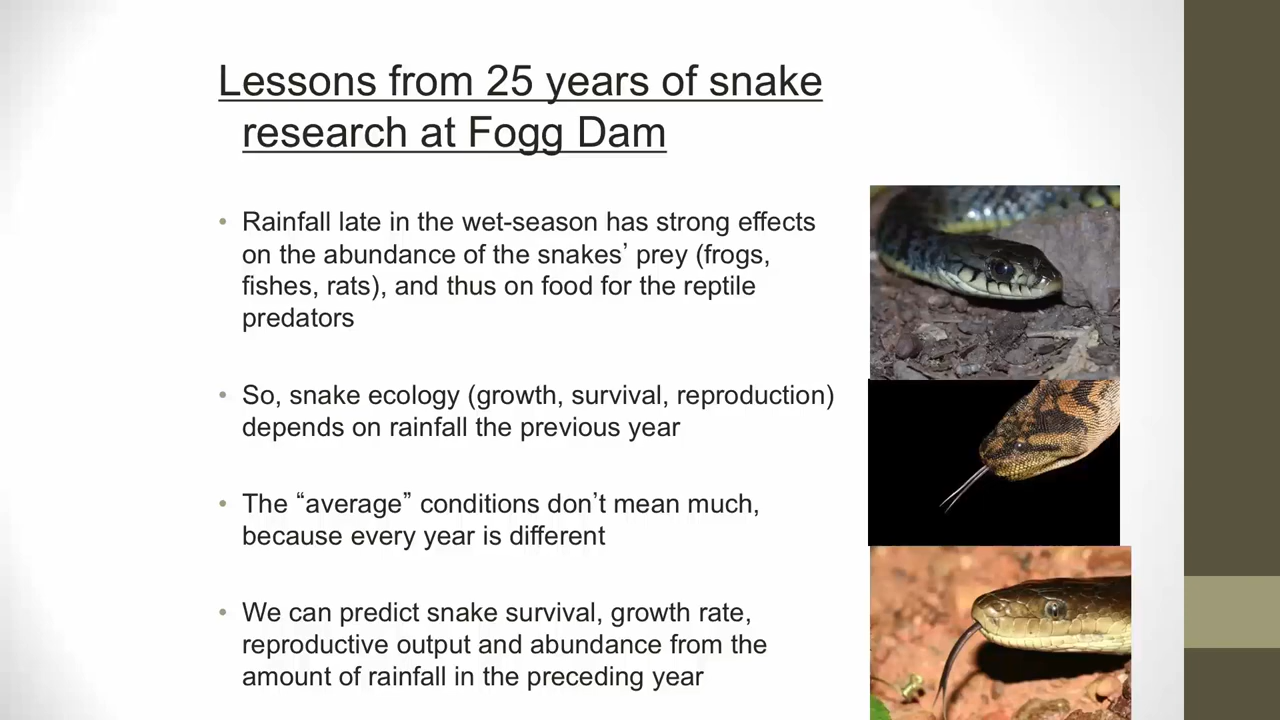 Lessons from 25 years of snake
research at Fogg Dam
• Rainfall late in the wet-season has strong effects
on the abundance of the snakes’ prey (frogs,
fishes, rats), and thus on food for the reptile
predators
• So, snake ecology (growth, survival, reproduction)
depends on rainfall the previous year
• The “average” conditions don’t mean much,
because every year is different
• We can predict snake survival, growth rate,
reproductive output and abundance from the
amount of rainfall in the preceding year